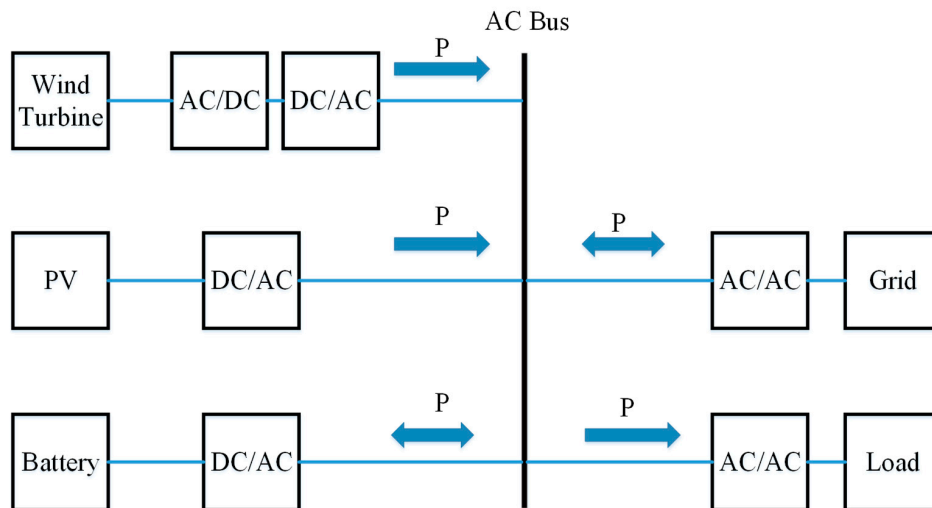 AC Bus
P
Wind
Turbine
AC/DC
DC/AC
P
P
PV
DC/AC
AC/AC
Grid
P
P
Battery
DC/AC
AC/AC
Load